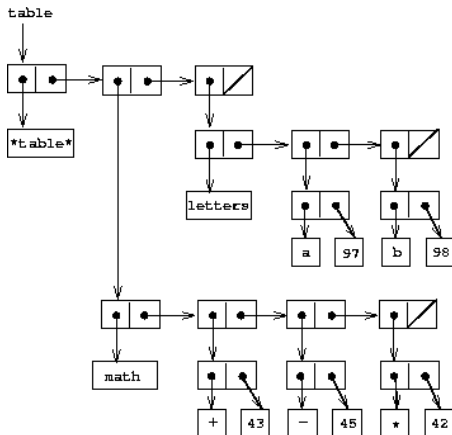 table
*table*
letters
a 97 b 98
math
+ 43 - 45 * 42